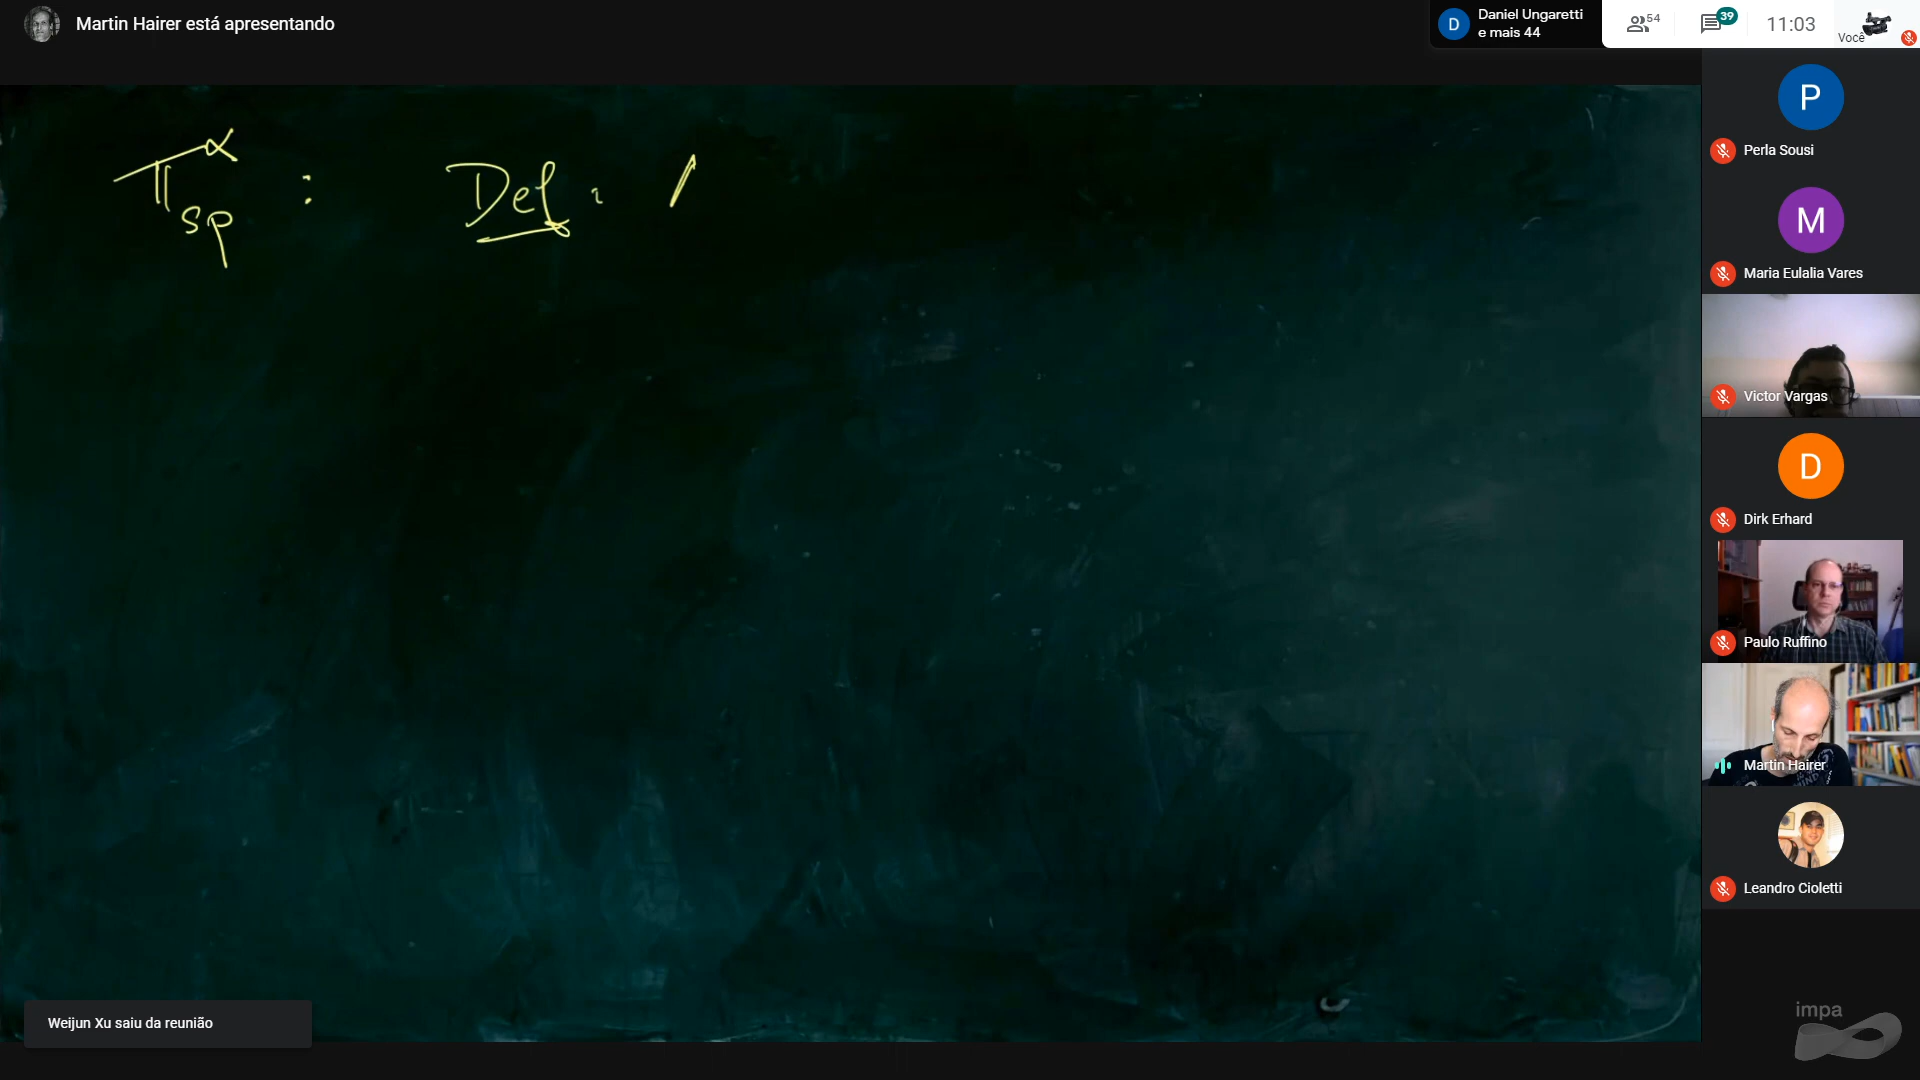 Martin Hairer está apresentando
D
Daniel Ungaretti
e mais 44
54
39
11:03
Você
α
π
sp
:
Def :
P
Perla Sousi
M
Maria Eulalia Vares
Victor Vargas
D
Dirk Erhard
Paulo Ruffino
Martin Hairer
Leandro Cioletti
Weijun Xu saiu da reunião
impa